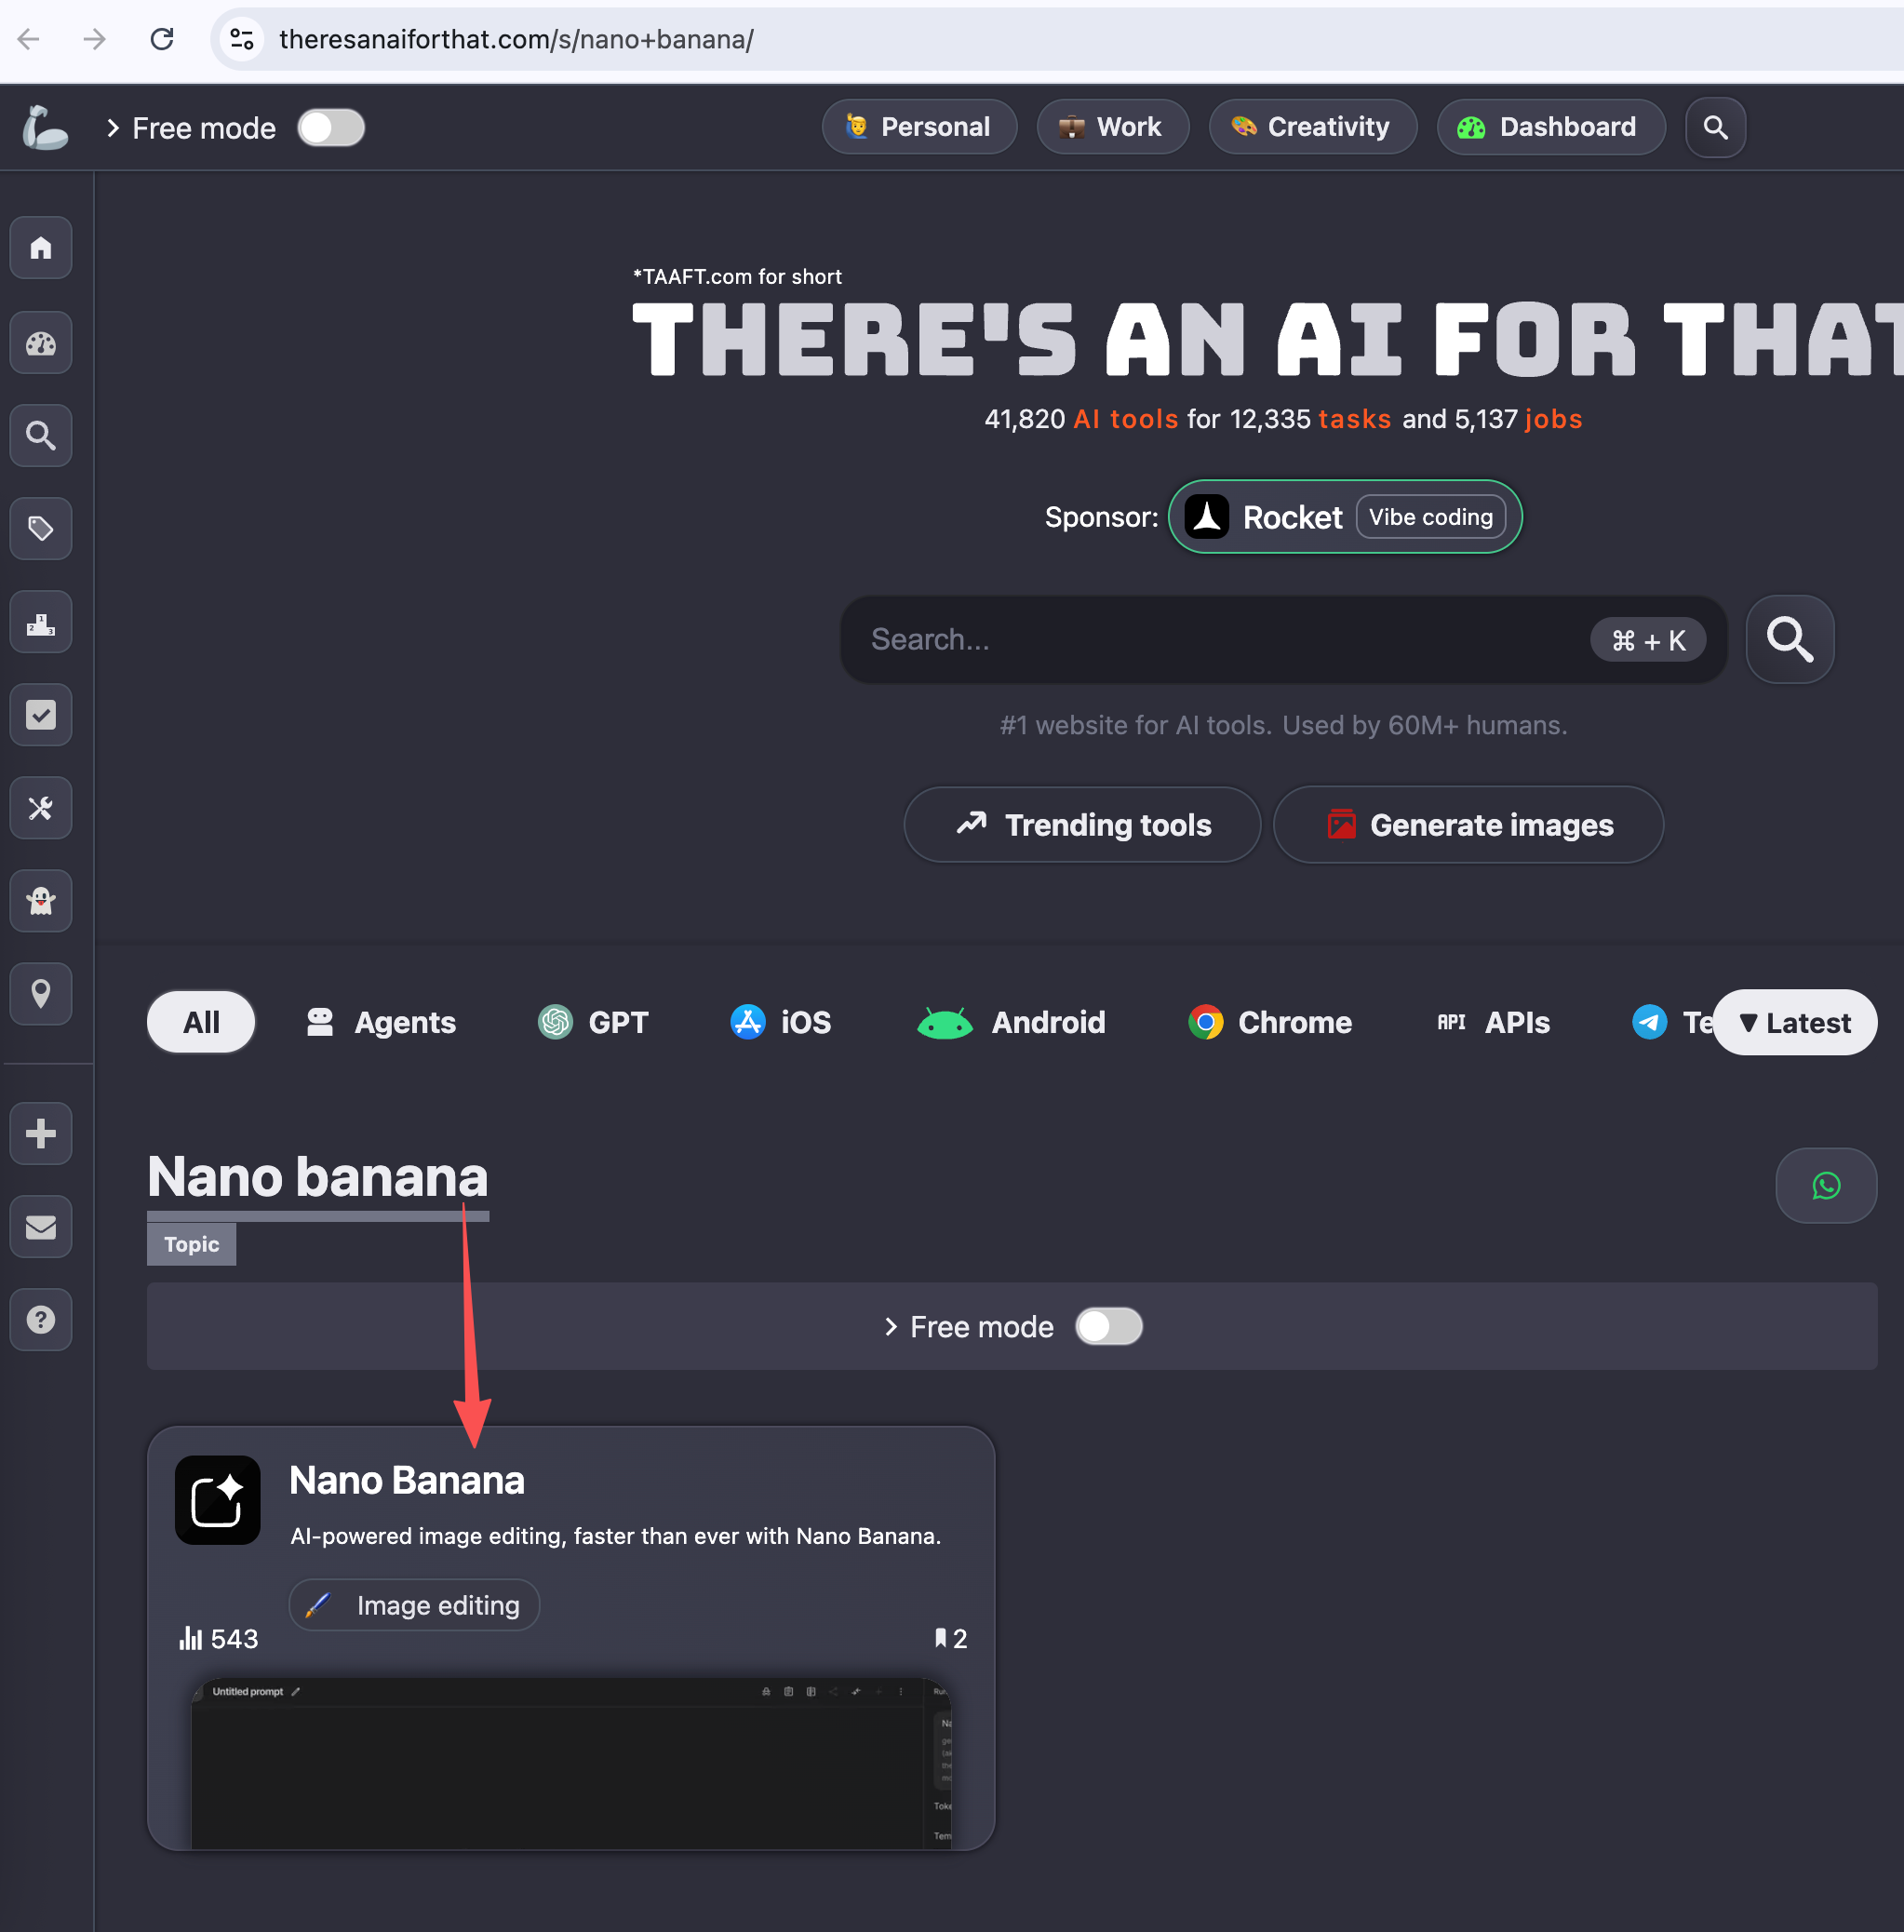 theresanaiforthat.com/s/nano+banana/
Free mode
Personal
Work
Creativity
Dashboard
*TAAFT.com for short
THERE'S AN AI FOR THAT
41,820 AI tools for 12,335 tasks and 5,137 jobs
Sponsor: Rocket Vibe coding
Search... ⌘ + K
#1 website for AI tools. Used by 60M+ humans.
Trending tools
Generate images
All
Agents
GPT
iOS
Android
Chrome
API APIs
Te
▼ Latest
Nano banana
Topic
Free mode
Nano Banana
AI-powered image editing, faster than ever with Nano Banana.
Image editing
543
2
Untitled prompt